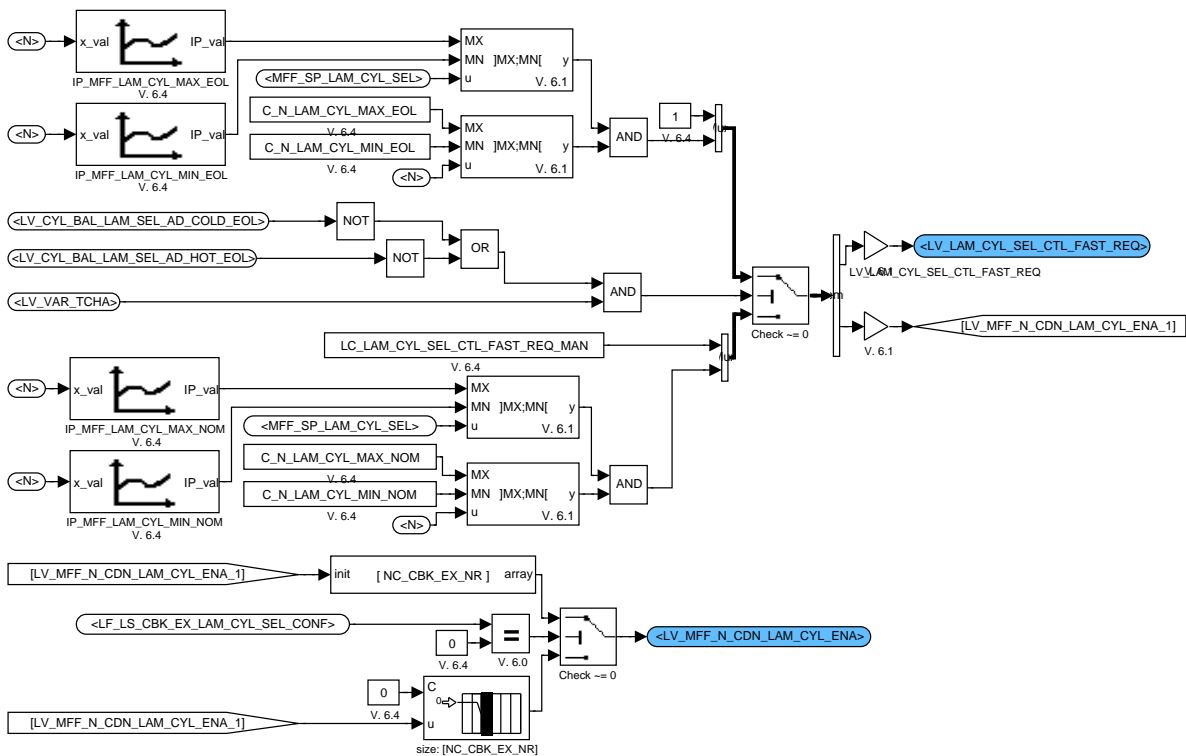 <N>
x_val IP_val
IP_MFF_LAM_CYL_MAX_EOL
V. 6.4
<N>
x_val IP_val
IP_MFF_LAM_CYL_MIN_EOL
V. 6.4
MX
MN ]MX;MN[ y
u
V. 6.1
<MFF_SP_LAM_CYL_SEL>
C_N_LAM_CYL_MAX_EOL
V. 6.4
C_N_LAM_CYL_MIN_EOL
V. 6.4
<N>
MX
MN ]MX;MN[ y
u
V. 6.1
AND
1
V. 6.4
<LV_CYL_BAL_LAM_SEL_AD_COLD_EOL>
NOT
<LV_CYL_BAL_LAM_SEL_AD_HOT_EOL>
NOT
OR
<LV_VAR_TCHA>
AND
Check ~= 0
<LV_LAM_CYL_SEL_CTL_FAST_REQ>
LV_LAM_CYL_SEL_CTL_FAST_REQ
V. 6.1
[LV_MFF_N_CDN_LAM_CYL_ENA_1]
V. 6.1
LC_LAM_CYL_SEL_CTL_FAST_REQ_MAN
V. 6.4
<N>
x_val IP_val
IP_MFF_LAM_CYL_MAX_NOM
V. 6.4
<N>
x_val IP_val
IP_MFF_LAM_CYL_MIN_NOM
V. 6.4
MX
MN ]MX;MN[ y
u
V. 6.1
<MFF_SP_LAM_CYL_SEL>
C_N_LAM_CYL_MAX_NOM
V. 6.4
C_N_LAM_CYL_MIN_NOM
V. 6.4
<N>
MX
MN ]MX;MN[ y
u
V. 6.1
AND
[LV_MFF_N_CDN_LAM_CYL_ENA_1]
init [ NC_CBK_EX_NR ] array
<LF_LS_CBK_EX_LAM_CYL_SEL_CONF>
0
V. 6.4
=
V. 6.0
Check ~= 0
<LV_MFF_N_CDN_LAM_CYL_ENA>
0
V. 6.4
C
0
u
[LV_MFF_N_CDN_LAM_CYL_ENA_1]
size: [NC_CBK_EX_NR]